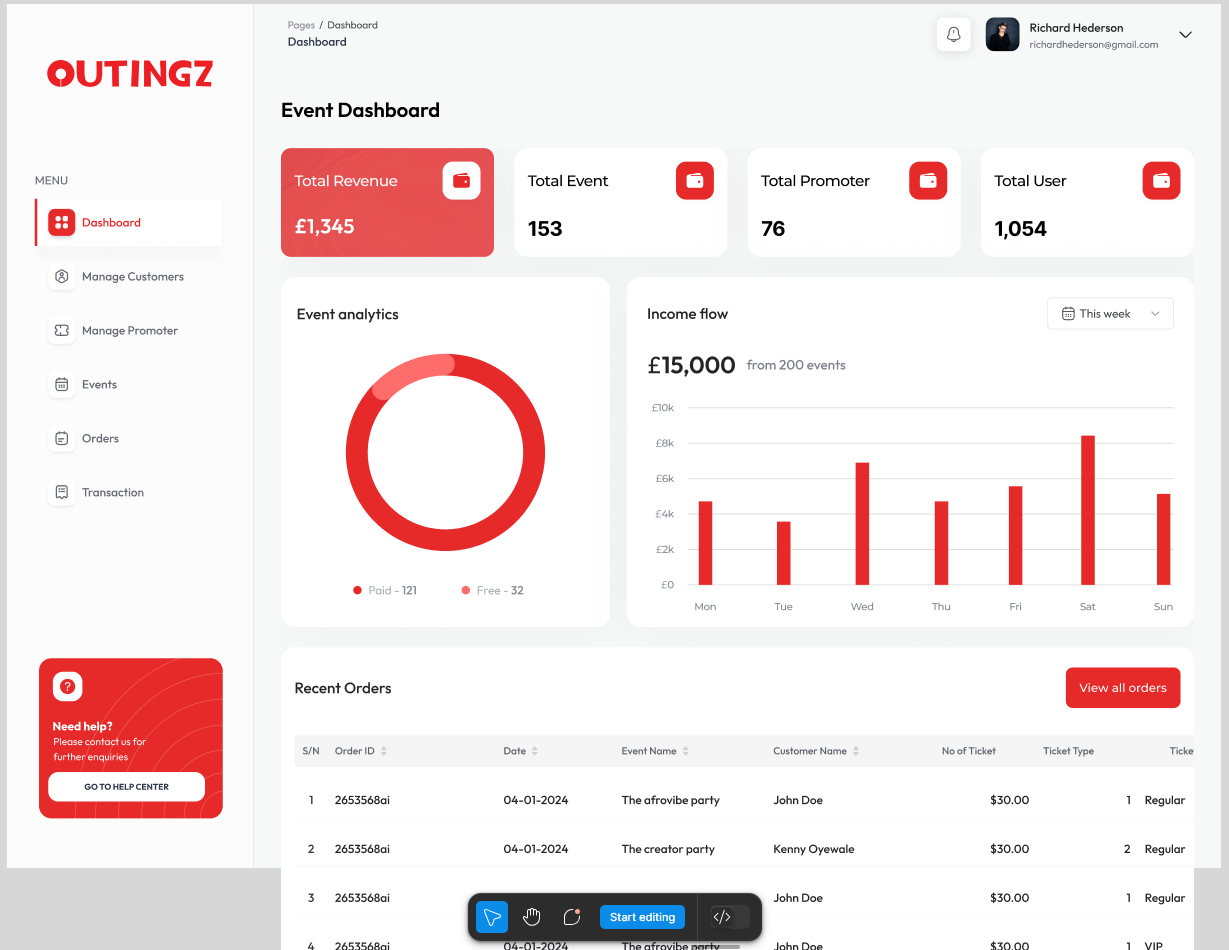 Pages / Dashboard
Dashboard
Richard Hederson
richardhederson@gmail.com
OUTINGZ
MENU
Dashboard
Manage Customers
Manage Promoter
Events
Orders
Transaction
?
Need help?
Please contact us for
further enquiries
GO TO HELP CENTER
Event Dashboard
Total Revenue
£1,345
Total Event
153
Total Promoter
76
Total User
1,054
Event analytics
Paid - 121
Free - 32
Income flow
This week
£15,000 from 200 events
£10k
£8k
£6k
£4k
£2k
£0
Mon Tue Wed Thu Fri Sat Sun
Recent Orders
View all orders
S/N Order ID Date Event Name Customer Name No of Ticket Ticket Type Ticke
1 2653568ai 04-01-2024 The afrovibe party John Doe $30.00 1 Regular
2 2653568ai 04-01-2024 The creator party Kenny Oyewale $30.00 2 Regular
3 2653568ai John Doe $30.00 1 Regular
4 2653568ai 04-01-2024 The afrovibe party John Doe $30.00 1 VIP
Start editing
</>